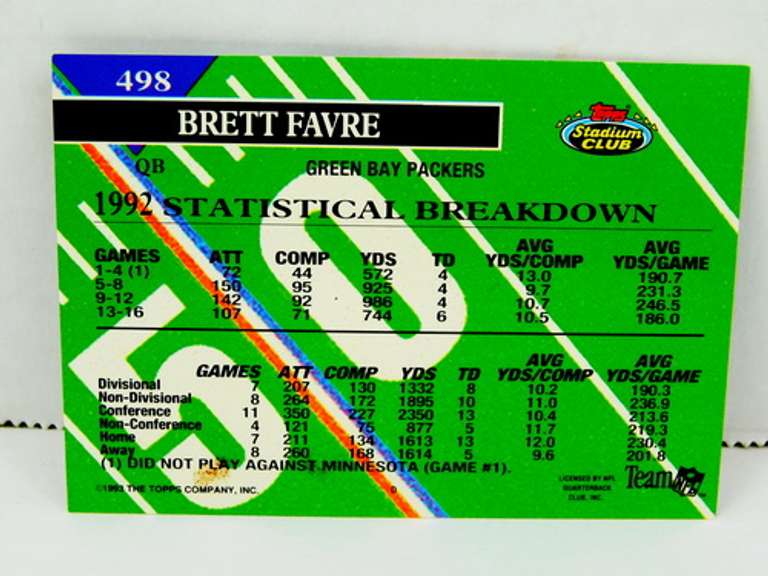 498
BRETT FAVRE
Topps
Stadium
CLUB
QB GREEN BAY PACKERS
1992 STATISTICAL BREAKDOWN
GAMES ATT COMP YDS TD AVG YDS/COMP AVG YDS/GAME
1-4 (1) 72 44 572 4 13.0 190.7
5-8 150 95 925 4 9.7 231.3
9-12 142 92 986 4 10.7 246.5
13-16 107 71 744 6 10.5 186.0
GAMES ATT COMP YDS TD AVG YDS/COMP AVG YDS/GAME
Divisional 7 207 130 1332 8 10.2 190.3
Non-Divisional 8 264 172 1895 10 11.0 236.9
Conference 11 350 227 2350 13 10.4 213.6
Non-Conference 4 121 75 877 5 11.7 219.3
Home 7 211 134 1613 13 12.0 230.4
Away 8 260 168 1614 5 9.6 201.8
(1) DID NOT PLAY AGAINST MINNESOTA (GAME #1).
©1993 THE TOPPS COMPANY, INC.
0
LICENSED BY NFL
QUARTERBACK
CLUB, INC.
Team NFL
50